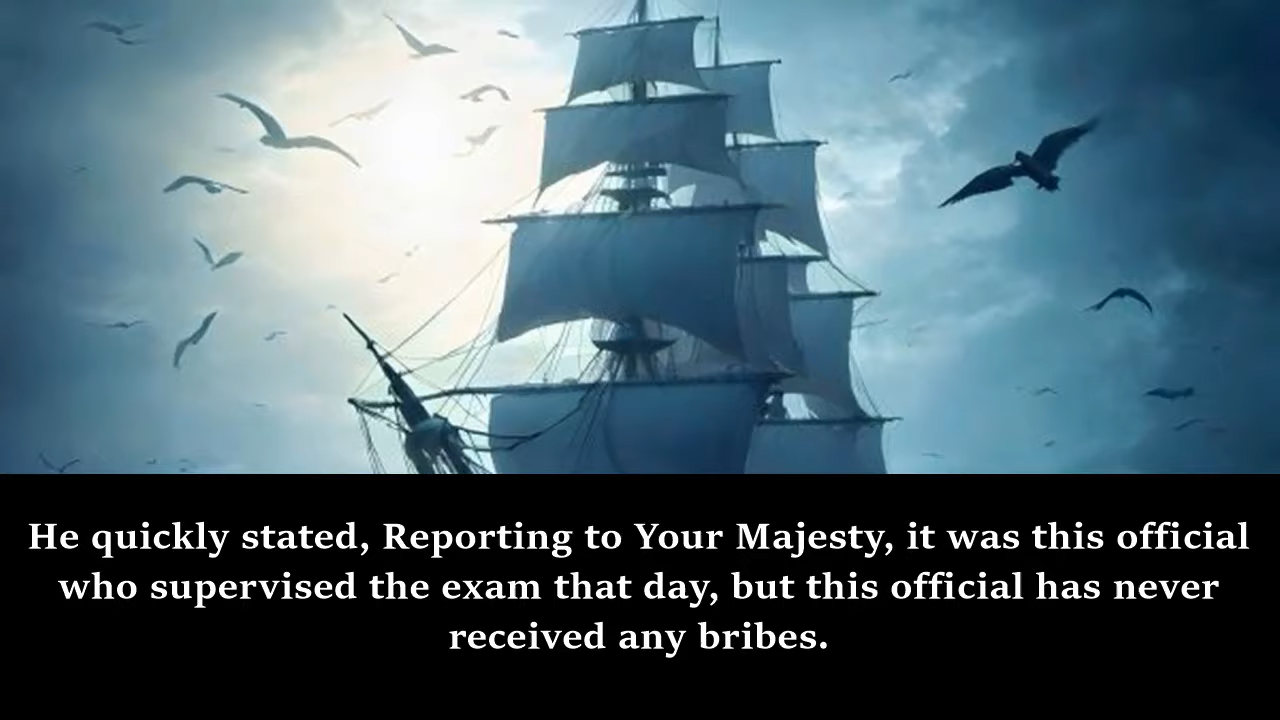 He quickly stated, Reporting to Your Majesty, it was this official
who supervised the exam that day, but this official has never
received any bribes.